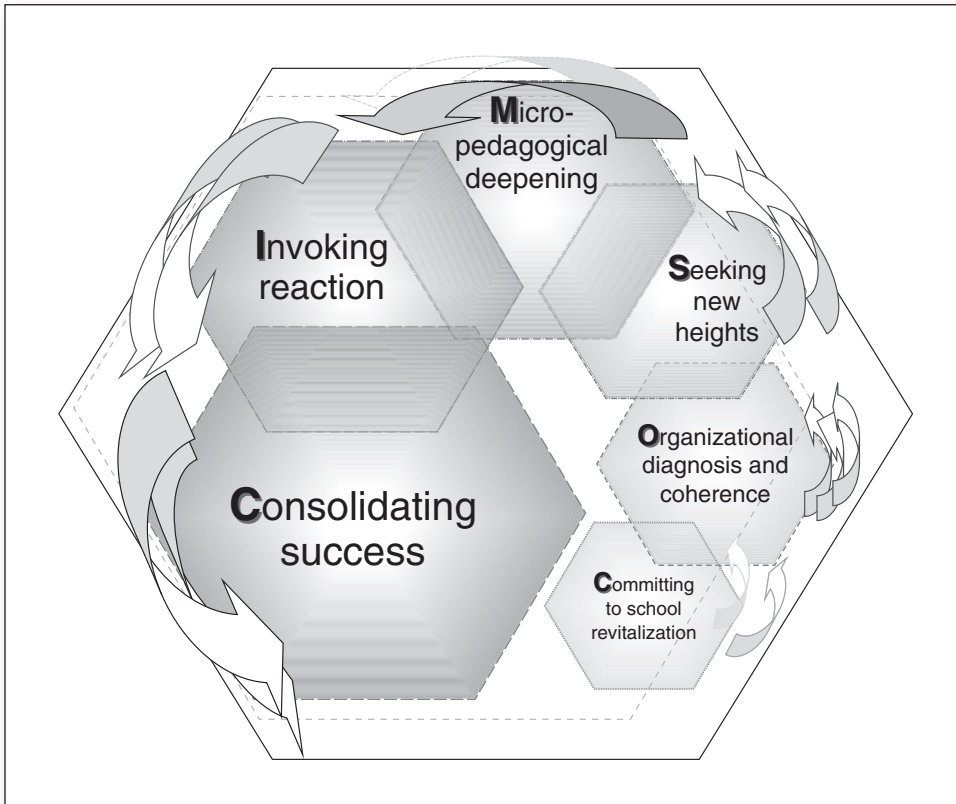 Micro-
pedagogical
deepening
Invoking
reaction
Seeking
new
heights
Organizational
diagnosis and
coherence
Consolidating
success
Committing
to school
revitalization